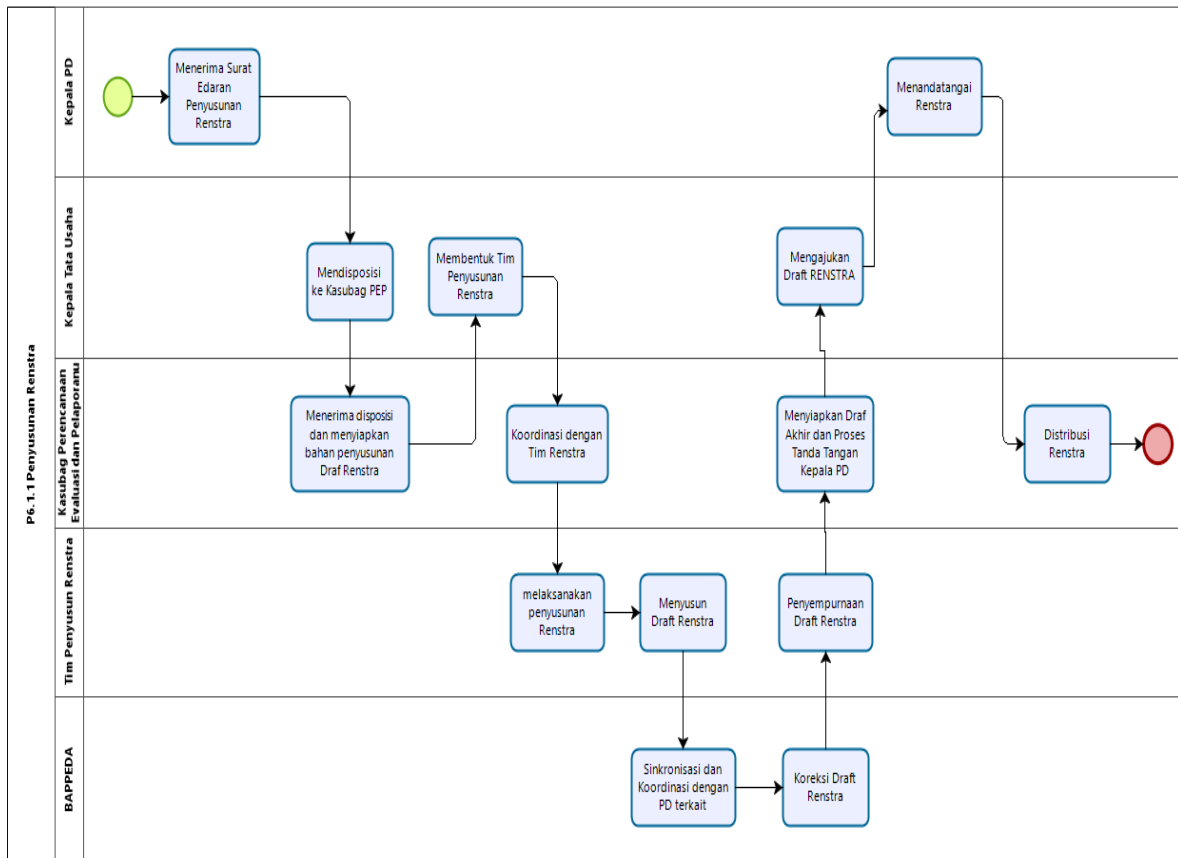 P6.1.1 Penyusunan Renstra
Kepala PD
Menerima Surat
Edaran
Penyusunan
Renstra
Menandatangai
Renstra
Kepala Tata Usaha
Mendisposisi
ke Kasubag PEP
Membentuk Tim
Penyusunan
Renstra
Mengajukan
Draft RENSTRA
Kasubag Perencanaan
Evaluasi dan Pelaporanu
Menerima disposisi
dan menyiapkan
bahan penyusunan
Draf Renstra
Koordinasi dengan
Tim Renstra
Menyiapkan Draf
Akhir dan Proses
Tanda Tangan
Kepala PD
Distribusi
Renstra
Tim Penyusun Renstra
melaksanakan
penyusunan
Renstra
Menyusun
Draft Renstra
Penyempurnaan
Draft Renstra
BAPPEDA
Sinkronisasi dan
Koordinasi dengan
PD terkait
Koreksi Draft
Renstra